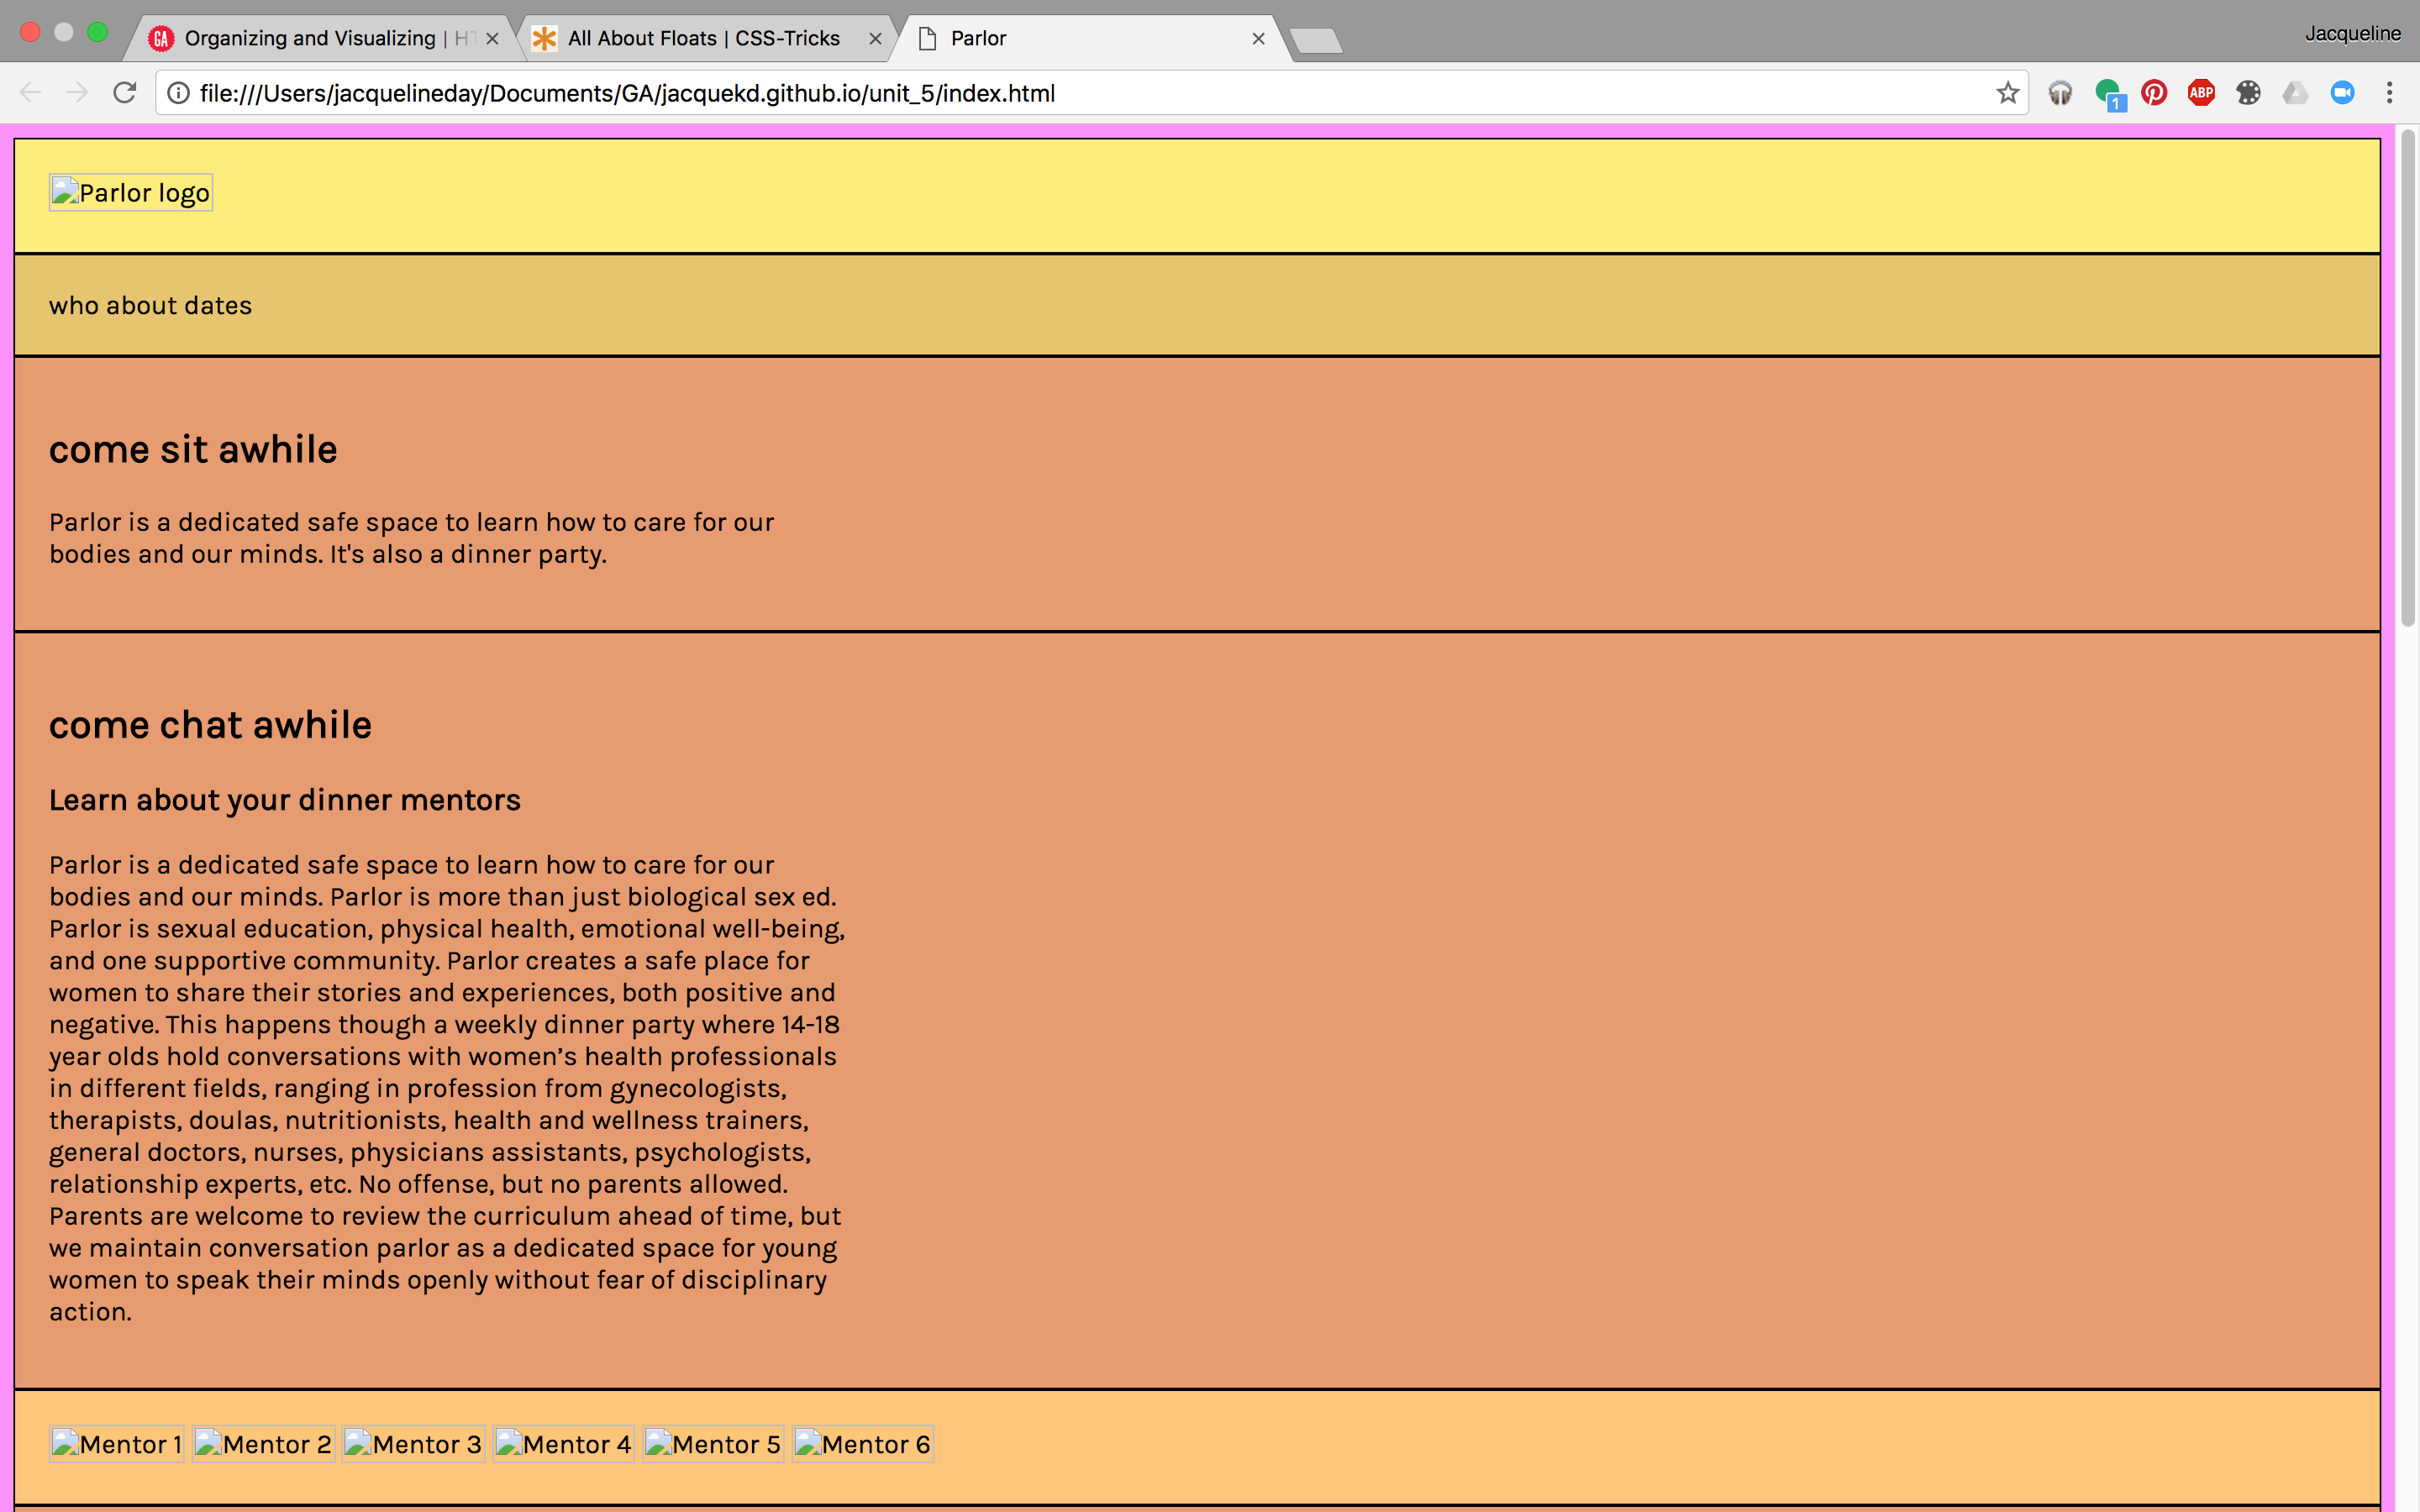 Jacqueline
Organizing and Visualizing | HT
All About Floats | CSS-Tricks
Parlor
file:///Users/jacquelineday/Documents/GA/jacquekd.github.io/unit_5/index.html
GA
1
ABP
Parlor logo
who about dates
come sit awhile
Parlor is a dedicated safe space to learn how to care for our
bodies and our minds. It's also a dinner party.
come chat awhile
Learn about your dinner mentors
Parlor is a dedicated safe space to learn how to care for our
bodies and our minds. Parlor is more than just biological sex ed.
Parlor is sexual education, physical health, emotional well-being,
and one supportive community. Parlor creates a safe place for
women to share their stories and experiences, both positive and
negative. This happens though a weekly dinner party where 14-18
year olds hold conversations with women’s health professionals
in different fields, ranging in profession from gynecologists,
therapists, doulas, nutritionists, health and wellness trainers,
general doctors, nurses, physicians assistants, psychologists,
relationship experts, etc. No offense, but no parents allowed.
Parents are welcome to review the curriculum ahead of time, but
we maintain conversation parlor as a dedicated space for young
women to speak their minds openly without fear of disciplinary
action.
Mentor 1 Mentor 2 Mentor 3 Mentor 4 Mentor 5 Mentor 6